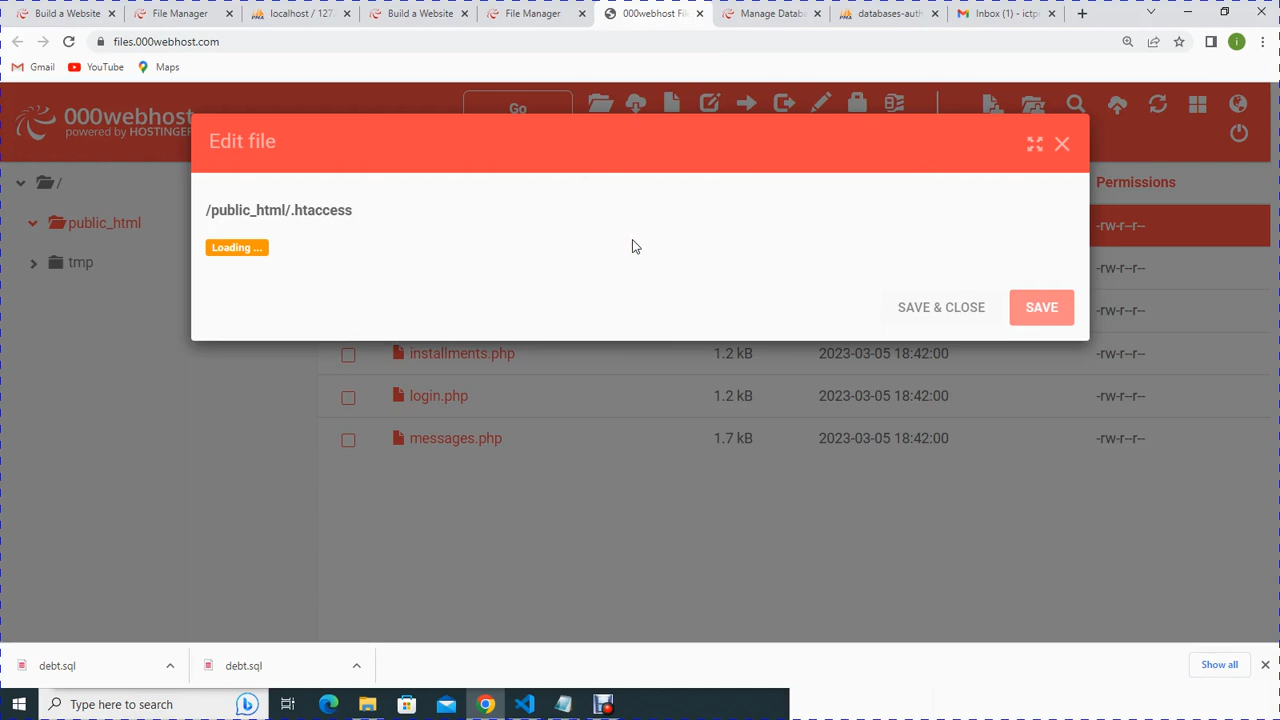 Build a Website
File Manager
localhost / 127
Build a Website
File Manager
000webhost Fil
Manage Datab
databases-auth
Inbox (1) - ictp
files.000webhost.com
Gmail
YouTube
Maps
i
000webhost
powered by HOSTINGER
Go
Edit file
/
public_html
tmp
Permissions
/public_html/.htaccess
Loading ...
SAVE & CLOSE
SAVE
-rw-r--r--
-rw-r--r--
-rw-r--r--
installments.php 1.2 kB 2023-03-05 18:42:00 -rw-r--r--
login.php 1.2 kB 2023-03-05 18:42:00 -rw-r--r--
messages.php 1.7 kB 2023-03-05 18:42:00 -rw-r--r--
debt.sql
debt.sql
Show all
Type here to search